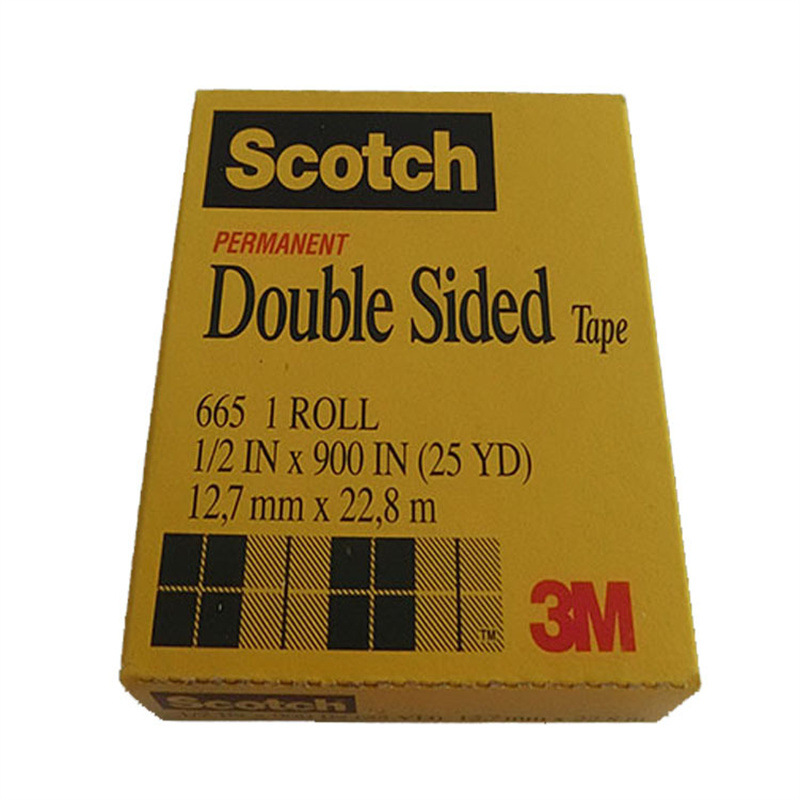 Scotch
PERMANENT
Double Sided Tape
665 1 ROLL
1/2 IN x 900 IN (25 YD)
12,7 mm x 22,8 m
TM
3M
Scotch